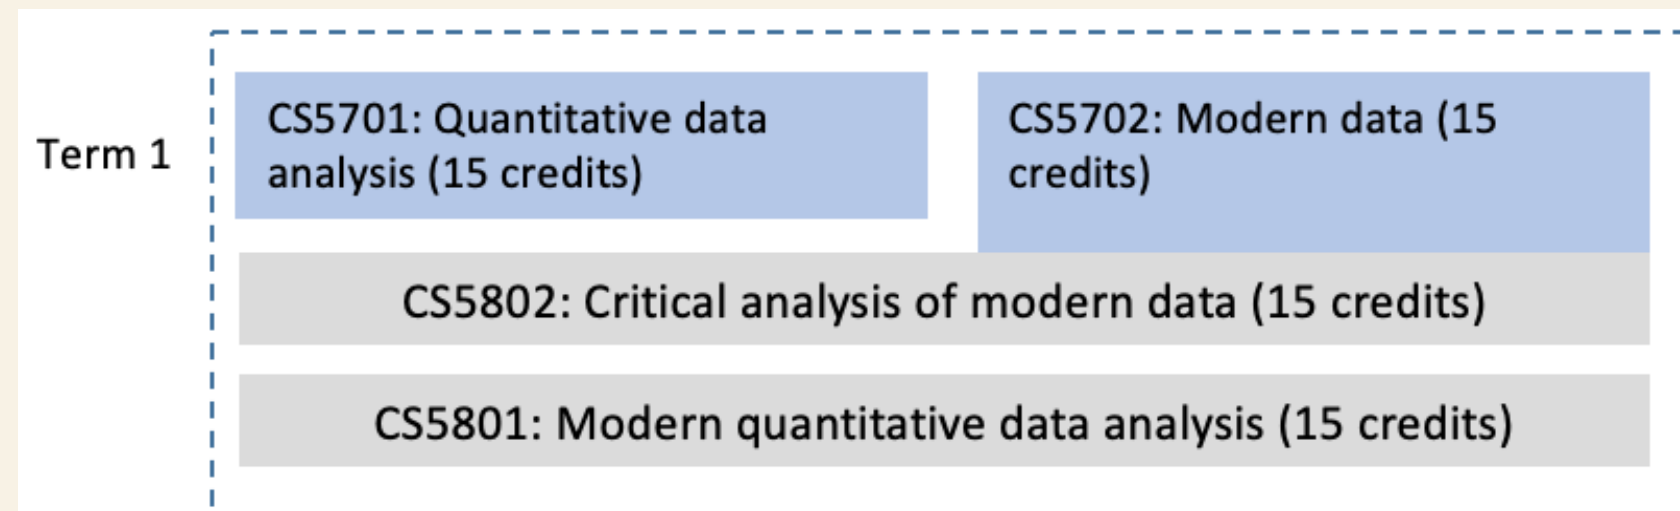 Term 1
CS5701: Quantitative data
analysis (15 credits)
CS5702: Modern data (15
credits)
CS5802: Critical analysis of modern data (15 credits)
CS5801: Modern quantitative data analysis (15 credits)